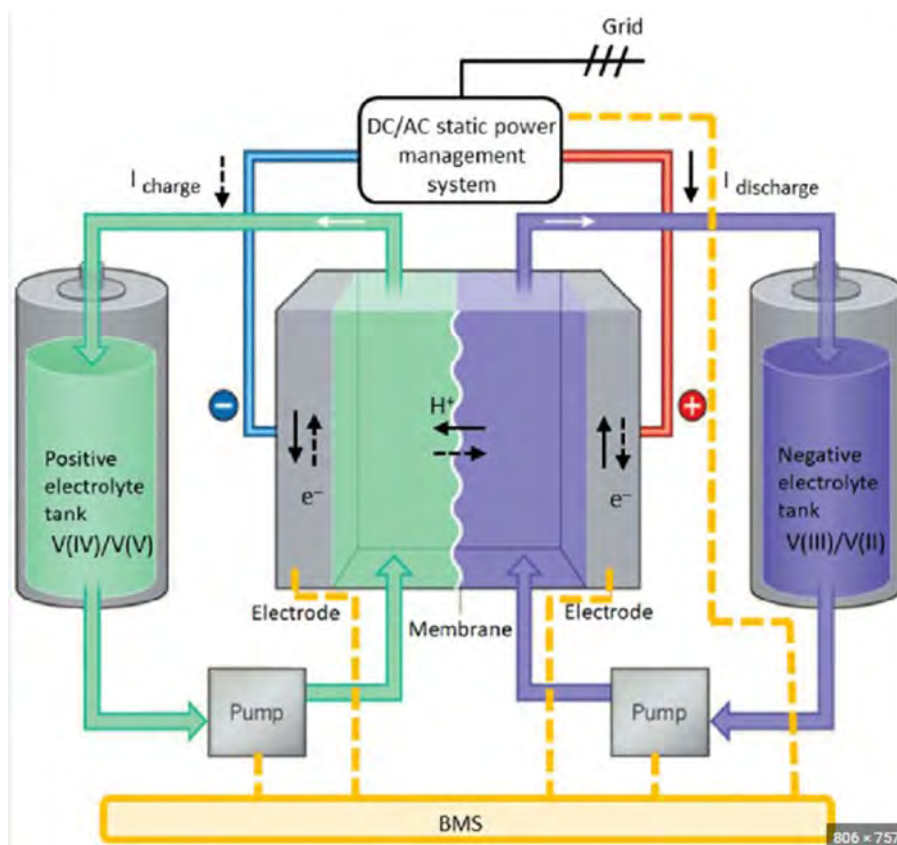 Grid
DC/AC static power
management
system
I charge
I discharge
−
+
H⁺
e⁻
e⁻
Positive
electrolyte
tank
V(IV)/V(V)
Negative
electrolyte
tank
V(III)/V(II)
Electrode
Membrane
Electrode
Pump
Pump
BMS
806 × 757